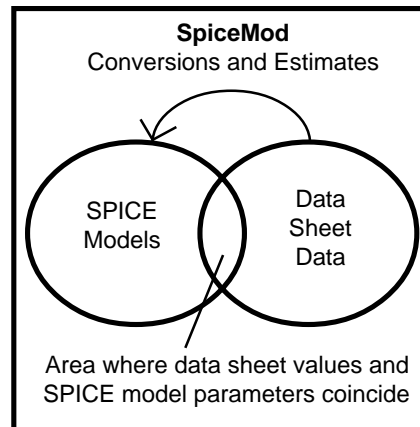 SpiceMod
Conversions and Estimates
SPICE
Models
Data
Sheet
Data
Area where data sheet values and
SPICE model parameters coincide